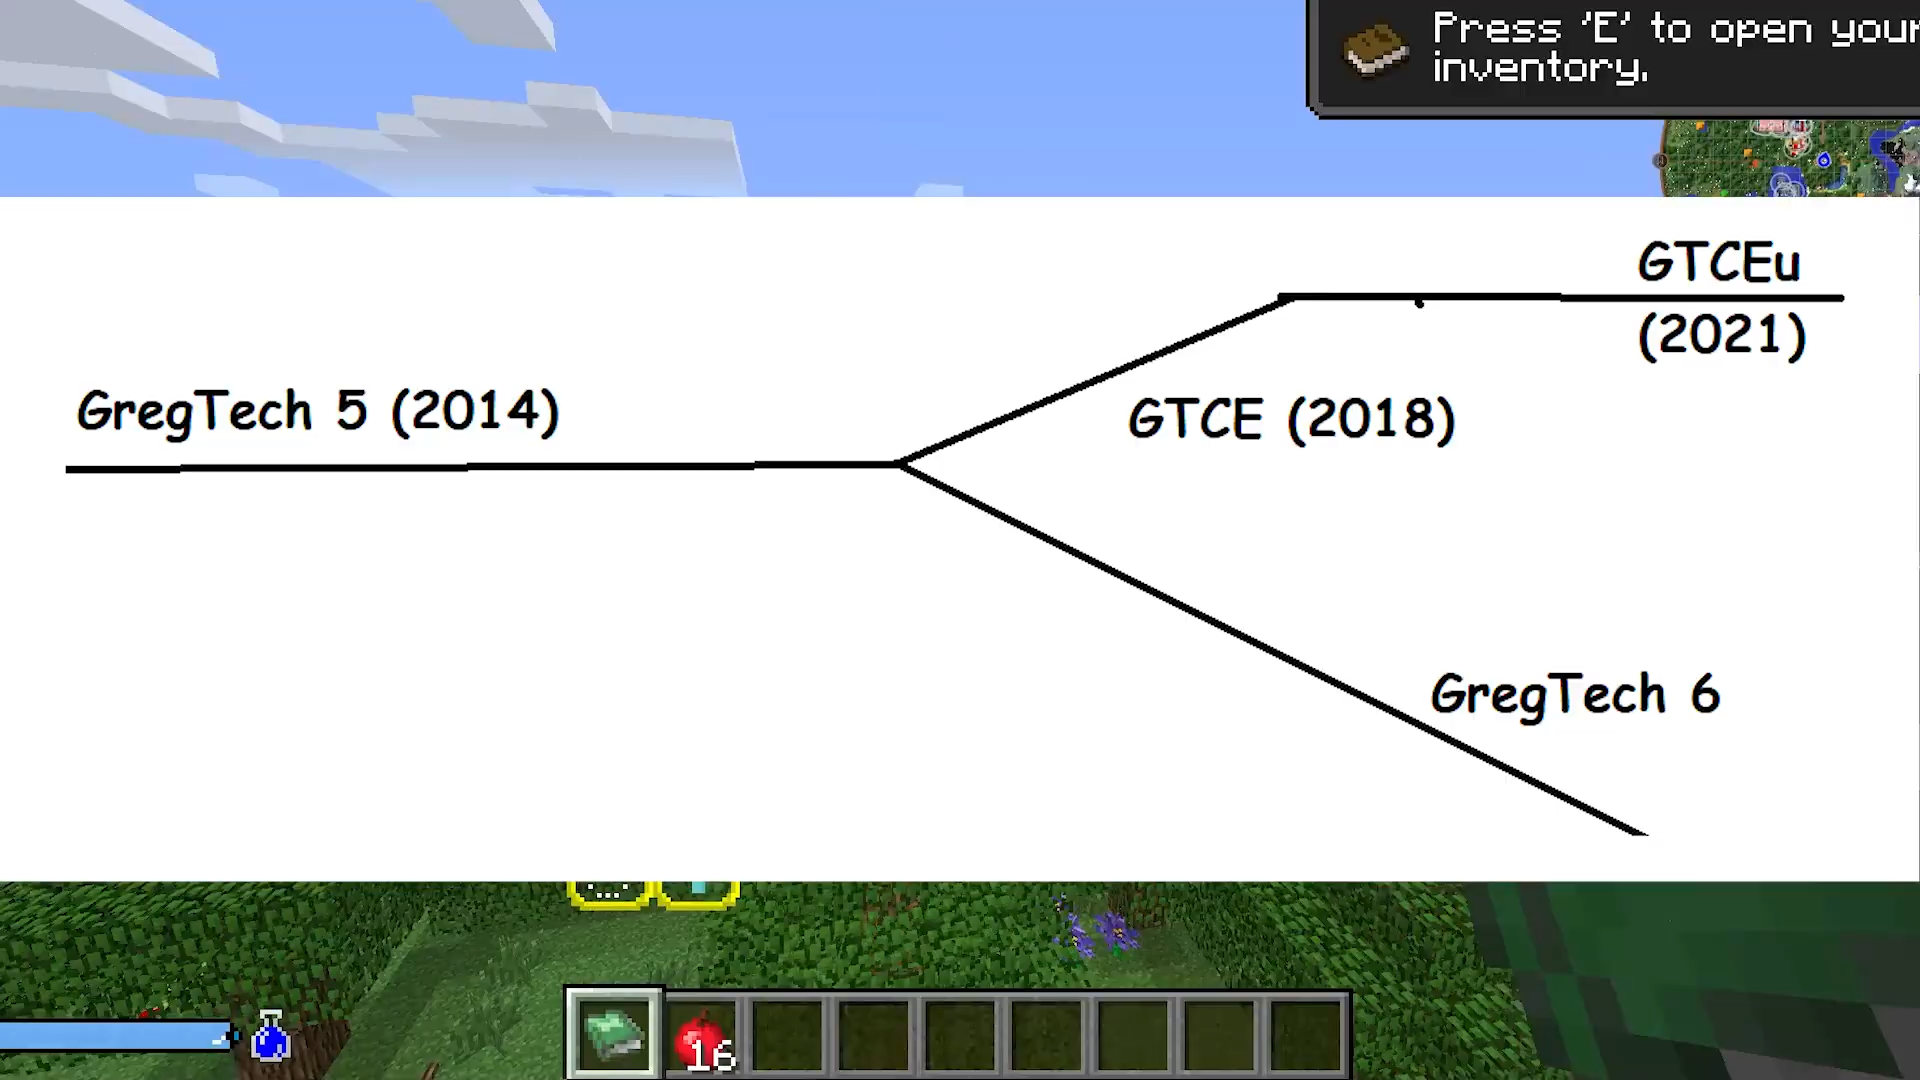 Press 'E' to open your
inventory.
GTCEu
(2021)
GregTech 5 (2014)
GTCE (2018)
GregTech 6
16